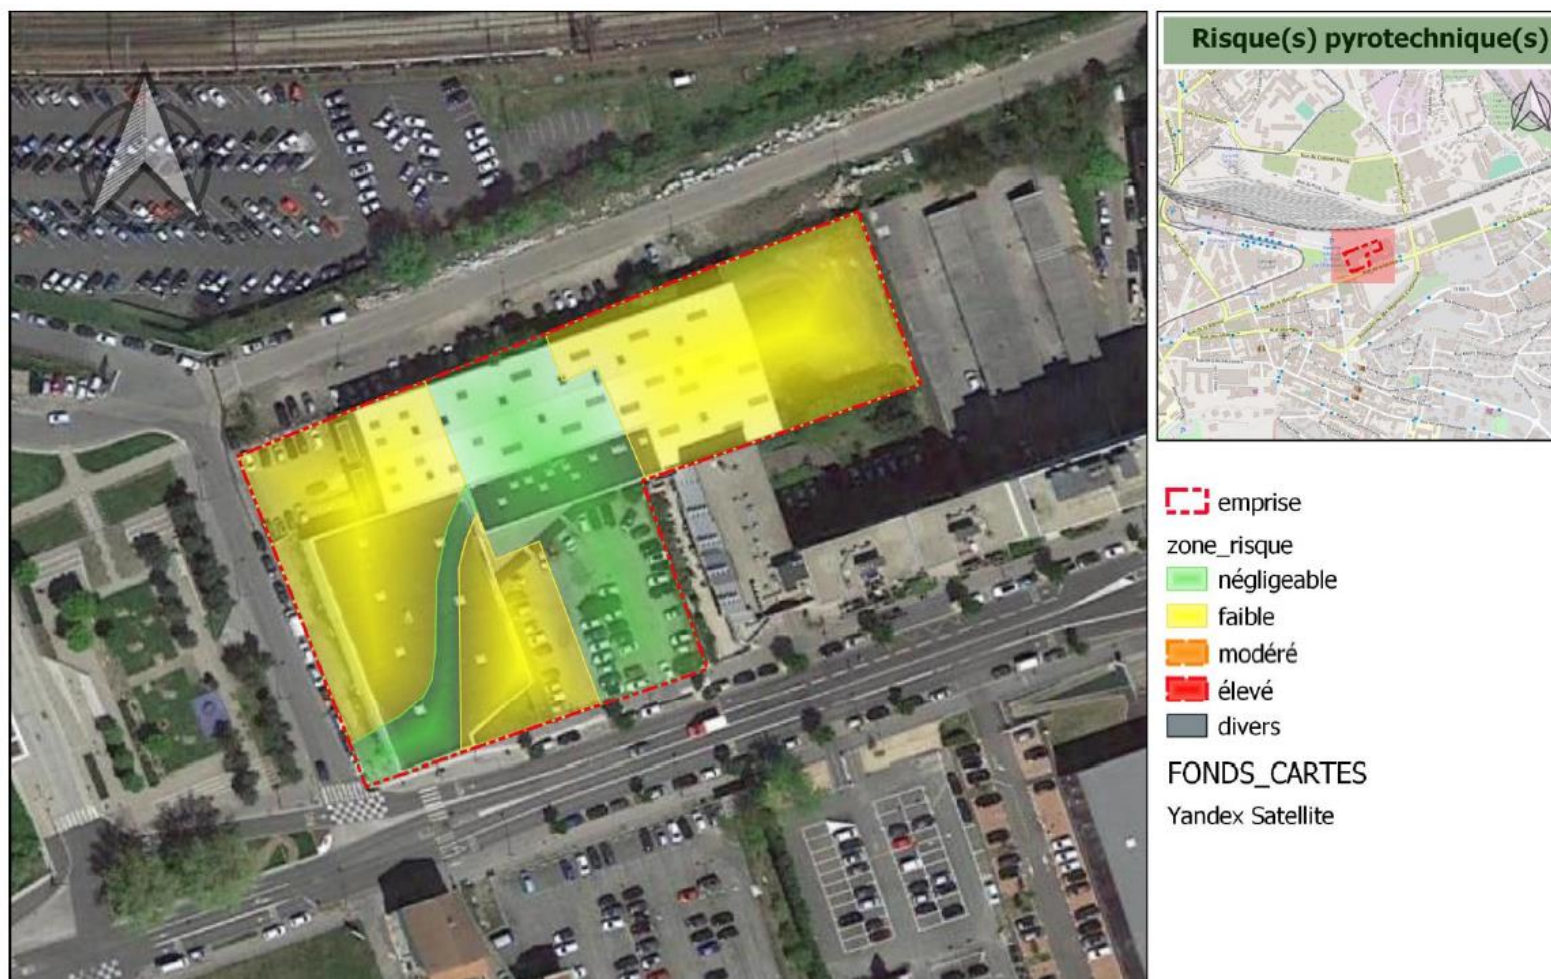 Risque(s) pyrotechnique(s)
emprise
zone_risque
négligeable
faible
modéré
élevé
divers
FONDS_CARTES
Yandex Satellite